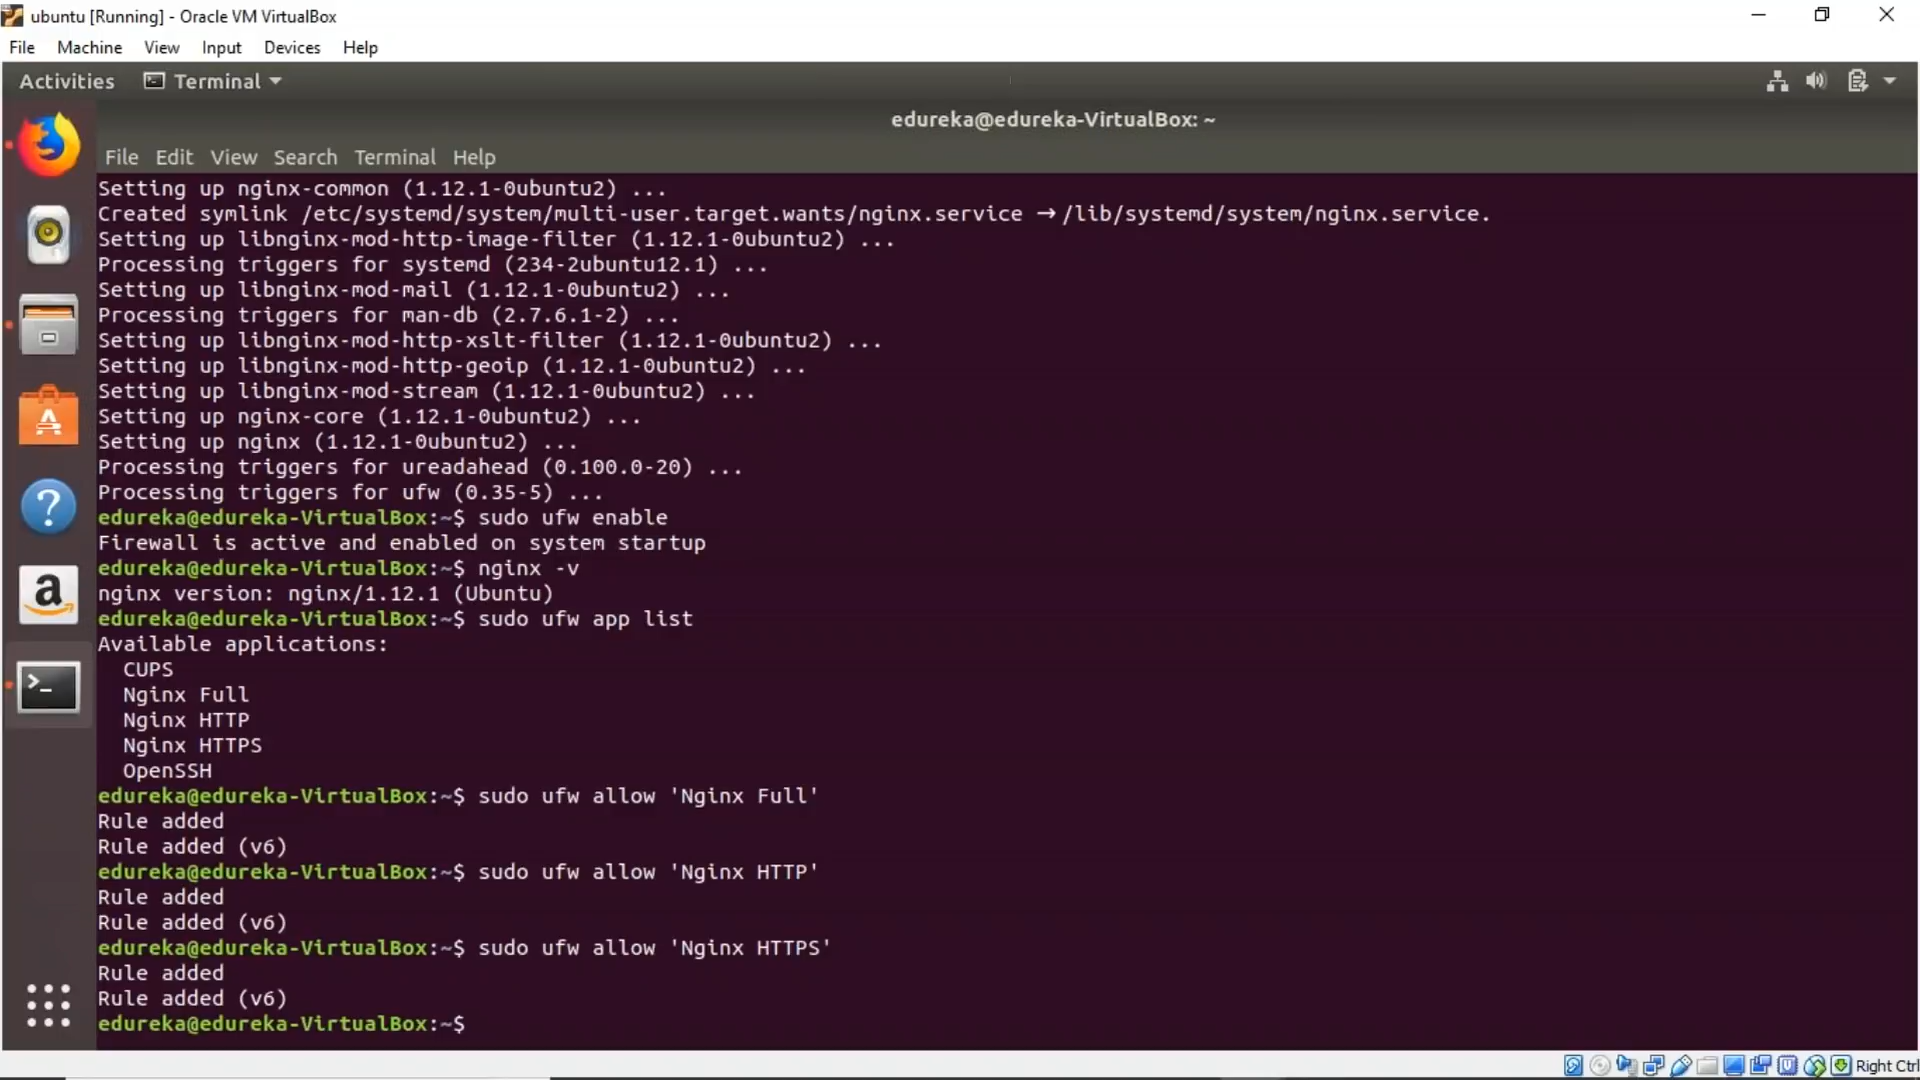 ubuntu [Running] - Oracle VM VirtualBox
File Machine View Input Devices Help
Activities Terminal
edureka@edureka-VirtualBox: ~
File Edit View Search Terminal Help
Setting up nginx-common (1.12.1-0ubuntu2) ...
Created symlink /etc/systemd/system/multi-user.target.wants/nginx.service → /lib/systemd/system/nginx.service.
Setting up libnginx-mod-http-image-filter (1.12.1-0ubuntu2) ...
Processing triggers for systemd (234-2ubuntu12.1) ...
Setting up libnginx-mod-mail (1.12.1-0ubuntu2) ...
Processing triggers for man-db (2.7.6.1-2) ...
Setting up libnginx-mod-http-xslt-filter (1.12.1-0ubuntu2) ...
Setting up libnginx-mod-http-geoip (1.12.1-0ubuntu2) ...
Setting up libnginx-mod-stream (1.12.1-0ubuntu2) ...
Setting up nginx-core (1.12.1-0ubuntu2) ...
Setting up nginx (1.12.1-0ubuntu2) ...
Processing triggers for ureadahead (0.100.0-20) ...
Processing triggers for ufw (0.35-5) ...
edureka@edureka-VirtualBox:~$ sudo ufw enable
Firewall is active and enabled on system startup
edureka@edureka-VirtualBox:~$ nginx -v
nginx version: nginx/1.12.1 (Ubuntu)
edureka@edureka-VirtualBox:~$ sudo ufw app list
Available applications:
CUPS
Nginx Full
Nginx HTTP
Nginx HTTPS
OpenSSH
edureka@edureka-VirtualBox:~$ sudo ufw allow 'Nginx Full'
Rule added
Rule added (v6)
edureka@edureka-VirtualBox:~$ sudo ufw allow 'Nginx HTTP'
Rule added
Rule added (v6)
edureka@edureka-VirtualBox:~$ sudo ufw allow 'Nginx HTTPS'
Rule added
Rule added (v6)
edureka@edureka-VirtualBox:~$
Right Ctrl